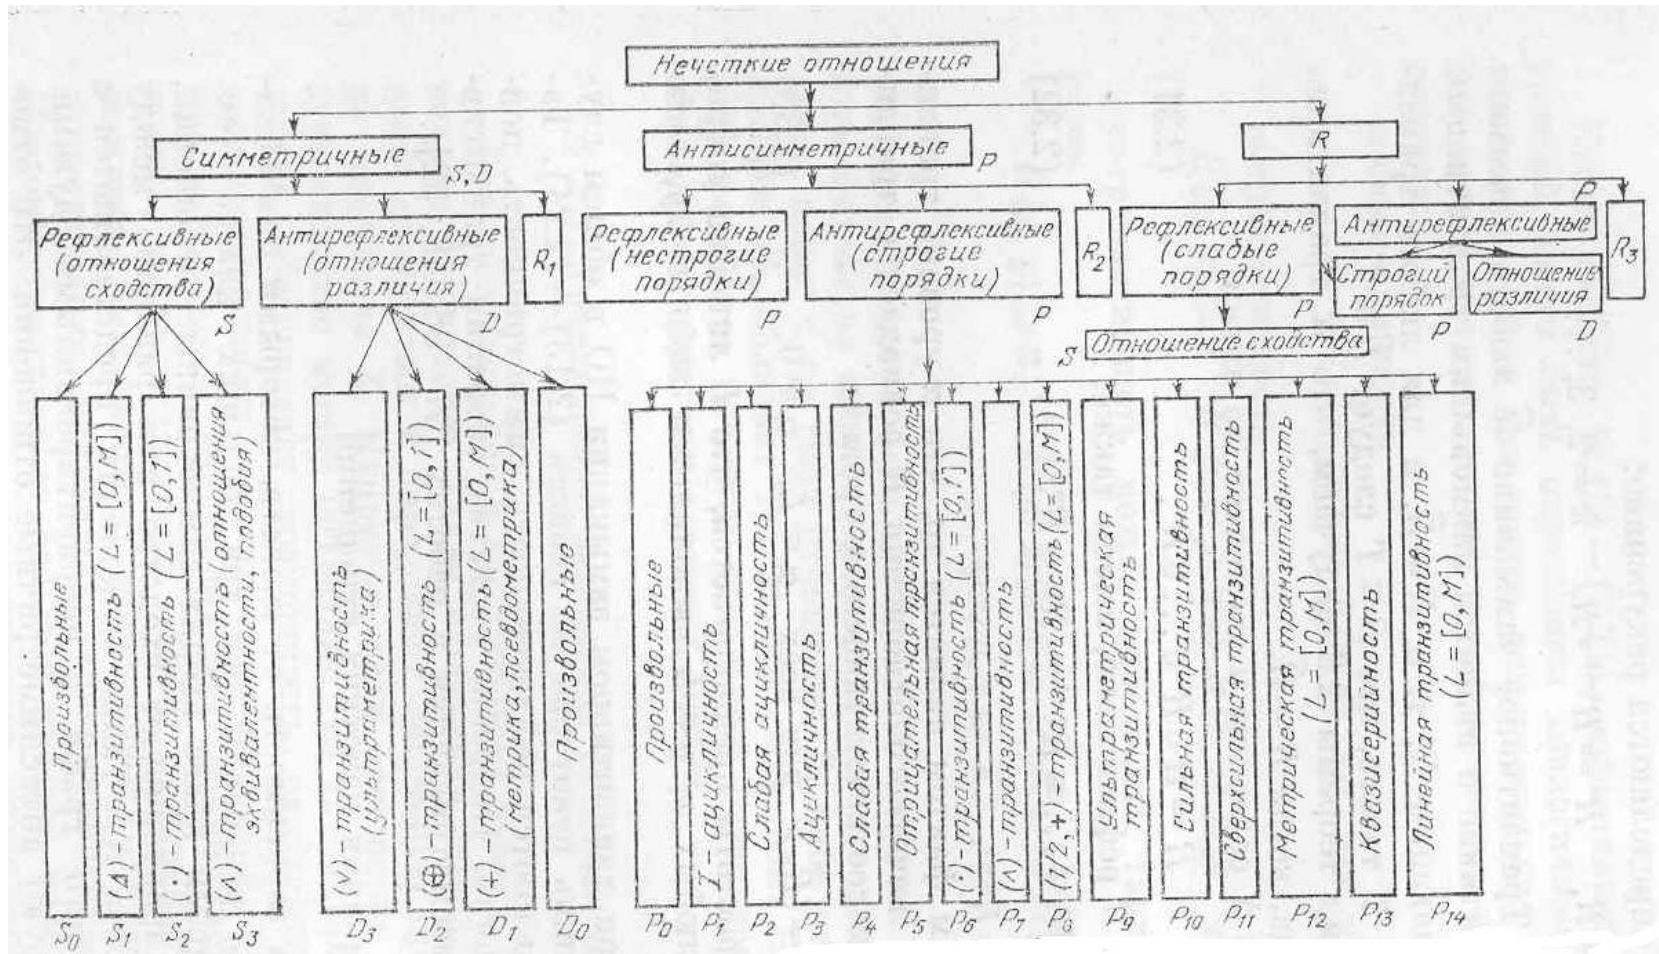 Нечеткие отношения
Симметричные
S, D
Антисимметричные
P
R
Рефлексивные
(отношения
сходства)
S
Антирефлексивные
(отношения
различия)
D
R1
Рефлексивные
(нестрогие
порядки)
P
Антирефлексивные
(строгие
порядки)
P
R2
Рефлексивные
(слабые
порядки)
P
P
Антирефлексивные
Строгий
порядок
P
Отношение
различия
D
R3
S
Отношение сходства
Произвольные
S0
(Δ)-транзитивность (L=[0,M])
S1
(·)-транзитивность (L=[0,1])
S2
(∧)-транзитивность (отношения
эквивалентности, подобия)
S3
(∨)-транзитивность
(ультраметрика)
D3
(⊕)-транзитивность (L=[0,1])
D2
(+)-транзитивность (L=[0,M])
(метрика, псевдометрика)
D1
Произвольные
D0
Произвольные
P0
I-ацикличность
P1
Слабая ацикличность
P2
Ацикличность
P3
Слабая транзитивность
P4
Отрицательная транзитивность
P5
(·)-транзитивность (L=[0,1])
P6
(∧)-транзитивность
P7
(1/2,+)-транзитивность (L=[0,M])
P8
Ультраметрическая
транзитивность
P9
Сильная транзитивность
P10
Сверхсильная транзитивность
P11
Метрическая транзитивность
(L=[0,M])
P12
Квазисерийность
P13
Линейная транзитивность
(L=[0,M])
P14